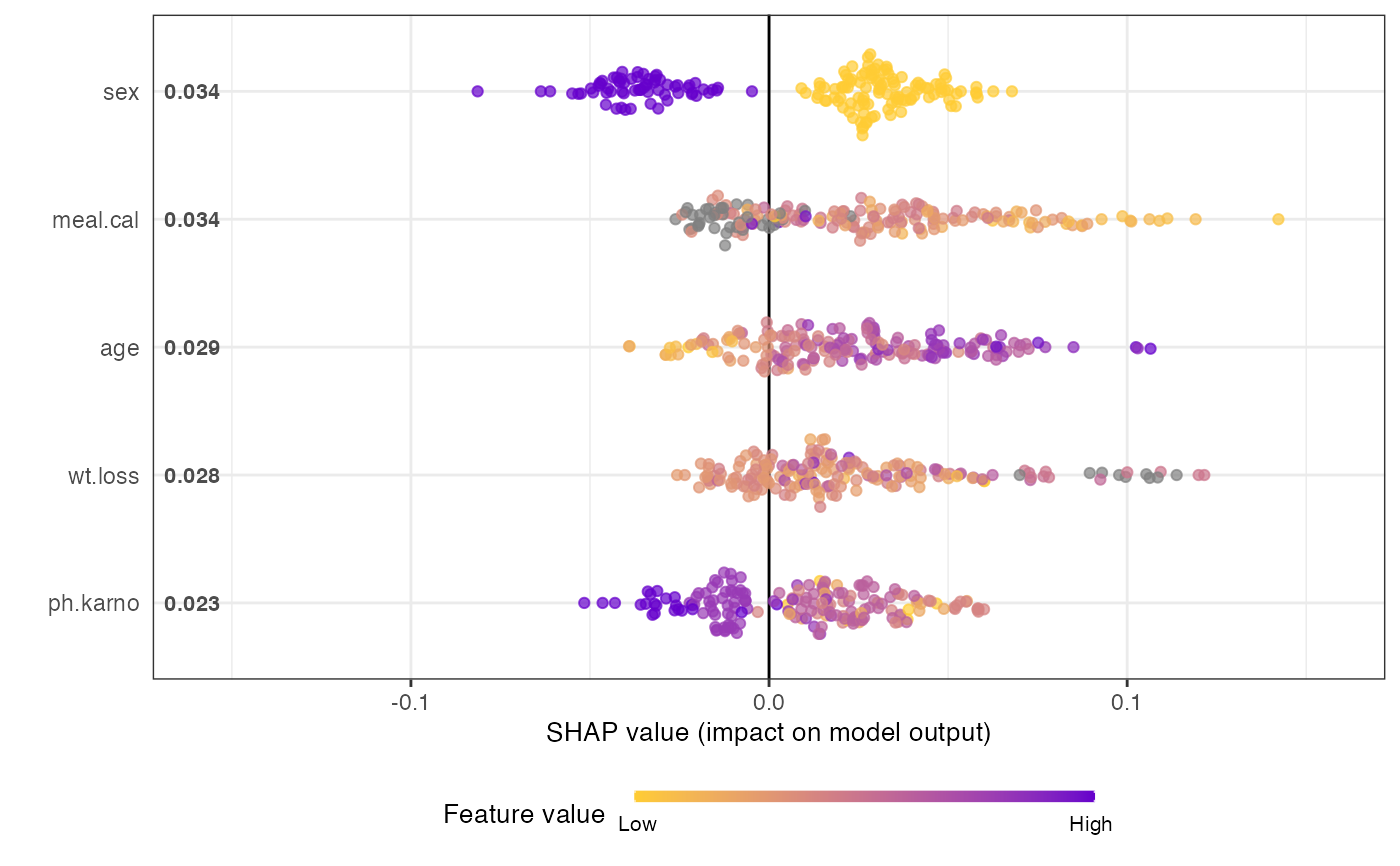 sex 0.034
meal.cal 0.034
age 0.029
wt.loss 0.028
ph.karno 0.023
-0.1 0.0 0.1
SHAP value (impact on model output)
Feature value
Low High